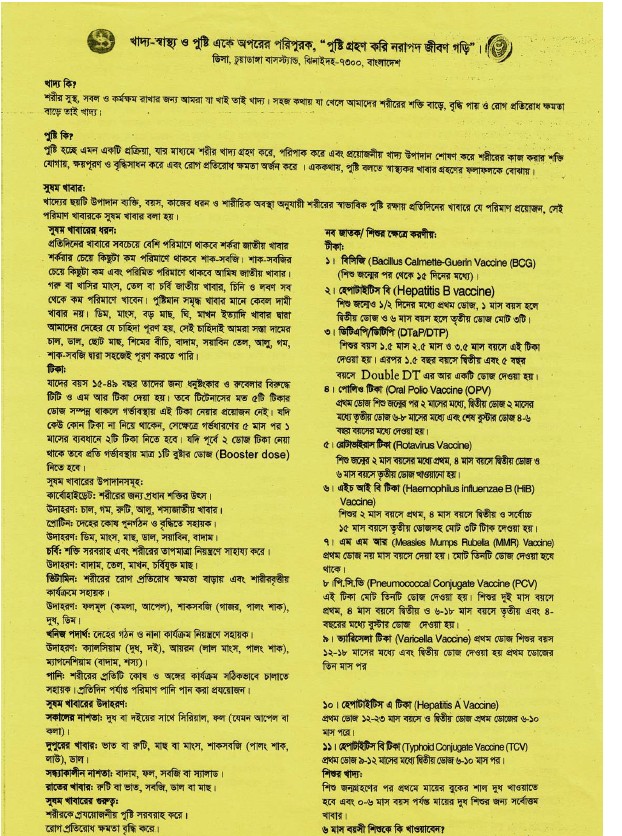 খাদ্য-স্বাস্থ্য ও পুষ্টি একে অপরের পরিপুরক, “পুষ্টি গ্রহণ করি নরাপদ জীবণ গড়ি”।
ডিলা, চুয়াডাঙ্গা বাসস্ট্যান্ড, ঝিনাইদহ-৭৩০০, বাংলাদেশ
খাদ্য কি?
শরীর সুস্থ, সবল ও কর্মক্ষম রাখার জন্য আমরা যা খাই তাই খাদ্য। সহজ কথায় যা খেলে আমাদের শরীরের শক্তি বাড়ে, বৃদ্ধি পায় ও রোগ প্রতিরোধ ক্ষমতা
বাড়ে তাই খাদ্য।
পুষ্টি কি?
পুষ্টি হচ্ছে এমন একটি প্রক্রিয়া, যার মাধ্যমে শরীর খাদ্য গ্রহণ করে, পরিপাক করে এবং প্রয়োজনীয় খাদ্য উপাদান শোষণ করে শরীরের কাজ করার শক্তি
যোগায়, ক্ষয়পূরণ ও বৃদ্ধিসাধন করে এবং রোগ প্রতিরোধ ক্ষমতা অর্জন করে । এককথায়, পুষ্টি বলতে স্বাস্থ্যকর খাবার গ্রহণের ফলাফলকে বোঝায়।
সুষম খাবার:
খাদ্যের ছয়টি উপাদান ব্যক্তি, বয়স, কাজের ধরন ও শারীরিক অবস্থা অনুযায়ী শরীরের স্বাভাবিক পুষ্টি রক্ষায় প্রতিদিনের খাবারে যে পরিমাণ প্রয়োজন, সেই
পরিমাণ খাবারকে সুষম খাবার বলা হয়।
সুষম খাবারের ধরন:
প্রতিদিনের খাবারে সবচেয়ে বেশি পরিমাণে থাকবে শর্করা জাতীয় খাবার
শর্করার চেয়ে কিছুটা কম পরিমাণে থাকবে শাক-সবজি। শাক-সবজির
চেয়ে কিছুটা কম এবং পরিমিত পরিমাণে থাকবে আমিষ জাতীয় খাবার।
গরু বা খাসির মাংস, তেল বা চর্বি জাতীয় খাবার, চিনি ও লবণ সব
থেকে কম পরিমাণে খাবেন। পুষ্টিমান সমৃদ্ধ খাবার মানে কেবল দামী
খাবার নয়। ডিম, মাংস, বড় মাছ, ঘি, মাখন ইত্যাদি খাবার দ্বারা
আমাদের দেহের যে চাহিদা পূরণ হয়, সেই চাহিদাই আমরা সস্তা দামের
চাল, ডাল, ছোট মাছ, শিমের বীচি, বাদাম, সয়াবিন তেল, আলু, গম,
শাক-সবজি দ্বারা সহজেই পূরণ করতে পারি।
টিকা:
যাদের বয়স ১৫-৪৯ বছর তাদের জন্য ধনুষ্টংকার ও রুবেলার বিরুদ্ধে
টিটি ও এম আর টিকা দেয়া হয়। তবে টিটেনাসের মত ৫টি টিকার
ডোজ সম্পন্ন থাকলে গর্ভাবস্থায় এই টিকা নেয়ার প্রয়োজন নেই। যদি
কেউ কোন টিকা না নিয়ে থাকেন, সেক্ষেত্রে গর্ভধারণের ৫ মাস পর ১
মাসের ব্যবধানে ২টি টিকা নিতে হবে। যদি পূর্বে ২ ডোজ টিকা নেয়া
থাকে তবে প্রতি গর্ভাবস্থায় মাত্র ১টি বুষ্টার ডোজ (Booster dose)
নিতে হবে।
সুষম খাবারের উপাদানসমূহ:
কার্বোহাইড্রেট: শরীরের জন্য প্রধান শক্তির উৎস।
উদাহরণ: চাল, গম, রুটি, আলু, শস্যজাতীয় খাবার।
প্রোটিন: দেহের কোষ পুনর্গঠন ও বৃদ্ধিতে সহায়ক।
উদাহরণ: ডিম, মাংস, মাছ, ডাল, সয়াবিন, বাদাম।
চর্বি: শক্তি সরবরাহ এবং শরীরের তাপমাত্রা নিয়ন্ত্রণে সাহায্য করে।
উদাহরণ: বাদাম, তেল, মাখন, চর্বিযুক্ত মাছ।
ভিটামিন: শরীরের রোগ প্রতিরোধ ক্ষমতা বাড়ায় এবং শারীরবৃত্তীয়
কার্যক্রমে সহায়ক।
উদাহরণ: ফলমূল (কমলা, আপেল), শাকসবজি (গাজর, পালং শাক),
দুধ, ডিম।
খনিজ পদার্থ: দেহের গঠন ও নানা কার্যক্রম নিয়ন্ত্রণে সহায়ক।
উদাহরণ: ক্যালসিয়াম (দুধ, দই), আয়রন (লাল মাংস, পালং শাক),
ম্যাগনেশিয়াম (বাদাম, শস্য)।
পানি: শরীরের প্রতিটি কোষ ও অঙ্গের কার্যক্রম সঠিকভাবে চালাতে
সহায়ক। প্রতিদিন পর্যাপ্ত পরিমাণ পানি পান করা প্রয়োজন।
সুষম খাবারের উদাহরণ:
সকালের নাশতা: দুধ বা দইয়ের সাথে সিরিয়াল, ফল (যেমন আপেল বা
কলা)।
দুপুরের খাবার: ভাত বা রুটি, মাছ বা মাংস, শাকসবজি (পালং শাক,
লাউ), ডাল।
সন্ধ্যাকালীন নাশতা: বাদাম, ফল, সবজি বা স্যালাড।
রাতের খাবার: রুটি বা ভাত, সবজি, ডাল বা মাছ।
সুষম খাবারের গুরুত্ব:
শরীরকে প্রয়োজনীয় পুষ্টি সরবরাহ করে।
রোগ প্রতিরোধ ক্ষমতা বৃদ্ধি করে।
নব জাতক/ শিশুর ক্ষেত্রে করণীয়:
টীকা:
১। বিসিজি (Bacillus Calmette-Guerin Vaccine (BCG)
(শিশু জন্মের পর থেকে ১৫ দিনের মধ্যে)।
২। হেপাটাইটিস বি (Hepatitis B vaccine)
শিশু জন্মেও ১/২ দিনের মধ্যে প্রথম ডোজ, ১ মাস বয়স হলে
দ্বিতীয় ডোজ ও ৬ মাস বয়স হলে তৃতীয় ডোজ মোট ৩টি।
৩। ডিটিএপি/ডিটিপি (DTaP/DTP)
শিশুর বয়স ১.৫ মাস ২.৫ মাস ও ৩.৫ মাস বয়সে এই টিকা
দেওয়া হয়। এরপর ১.৫ বছর বয়সে দ্বিতীয় এবং ৫ বছর
বয়সে Double DT এর আর একটি ডোজ দেওয়া হয়।
৪। পোলিও টিকা (Oral Polio Vaccine (OPV)
প্রথম ডোজ শিশু জন্মের পর ২ মাসের মধ্যে, দ্বিতীয় ডোজ ২ মাসের
মধ্যে তৃতীয় ডোজ ৬-৮ মাসের মধ্যে এবং শেষ বুস্টার ডোজ ৪-৬
বছর বয়সের মধ্যে দেওয়া হয়।
৫। রোটাভাইরাস টিকা (Rotavirus Vaccine)
শিশু জন্মের ২ মাস বয়সের মধ্যে প্রথম, ৪ মাস বয়সে দ্বিতীয় ডোজ ও
৬ মাস বয়সে তৃতীয় ডোজ খাওয়ানো হয়।
৬। এইচ আই বি টিকা (Haemophilus influenzae B (HiB)
Vaccine)
শিশুর ২ মাস বয়সে প্রথম, ৪ মাস বয়সে দ্বিতীয় ও সর্বোচ্চ
১৫ মাস বয়সে তৃতীয় ডোজসহ মোট ৩টি টিকা দেওয়া হয়।
৭। এম এম আর (Measles Mumps Rubella (MMR) Vaccine)
প্রথম ডোজ নয় মাস বয়সে দেয়া হয়। মোট তিনটি ডোজ দেওয়া হয়ে
থাকে।
৮।পি.সি.ভি (Pneumococcal Conjugate Vaccine (PCV)
এই টিকা মোট তিনটি ডোজ দেওয়া হয়। শিশুর দুই মাস বয়সে
প্রথম, ৪ মাস বয়সে দ্বিতীয় ও ৬-১৮ মাস বয়সে তৃতীয় এবং ৪-
বছরের মধ্যে বুস্টার ডোজ দেওয়া হয়।
৯। ভ্যারিসেলা টিকা (Varicella Vaccine) প্রথম ডোজ শিশুর বয়স
১২-১৮ মাসের মধ্যে এবং দ্বিতীয় ডোজ দেওয়া হয় প্রথম ডোজের
তিন মাস পর
১০। হেপাটাইটিস এ টিকা (Hepatitis A Vaccine)
প্রথম ডোজ ১২-২৩ মাস বয়সে ও দ্বিতীয় ডোজ প্রথম ডোজের ৬-১০
মাস পরে।
১১। হেপাটাইটিস বি টিকা (Typhoid Conjugate Vaccine (TCV)
প্রথম ডোজ ৯-১২ মাসের মধ্যে দ্বিতীয় ডোজ ৬-১০ মাস পর।
শিশুর খাদ্য:
শিশু জন্মগ্রহণের পর প্রথমে মায়ের বুকের শাল দুধ খাওয়াতে
হবে এবং ০-৬ মাস বয়স পর্যন্ত মায়ের দুধ শিশুর জন্য সর্বোত্তম
খাবার।
৬ মাস বয়সী শিশুকে কি খাওয়াবেন?